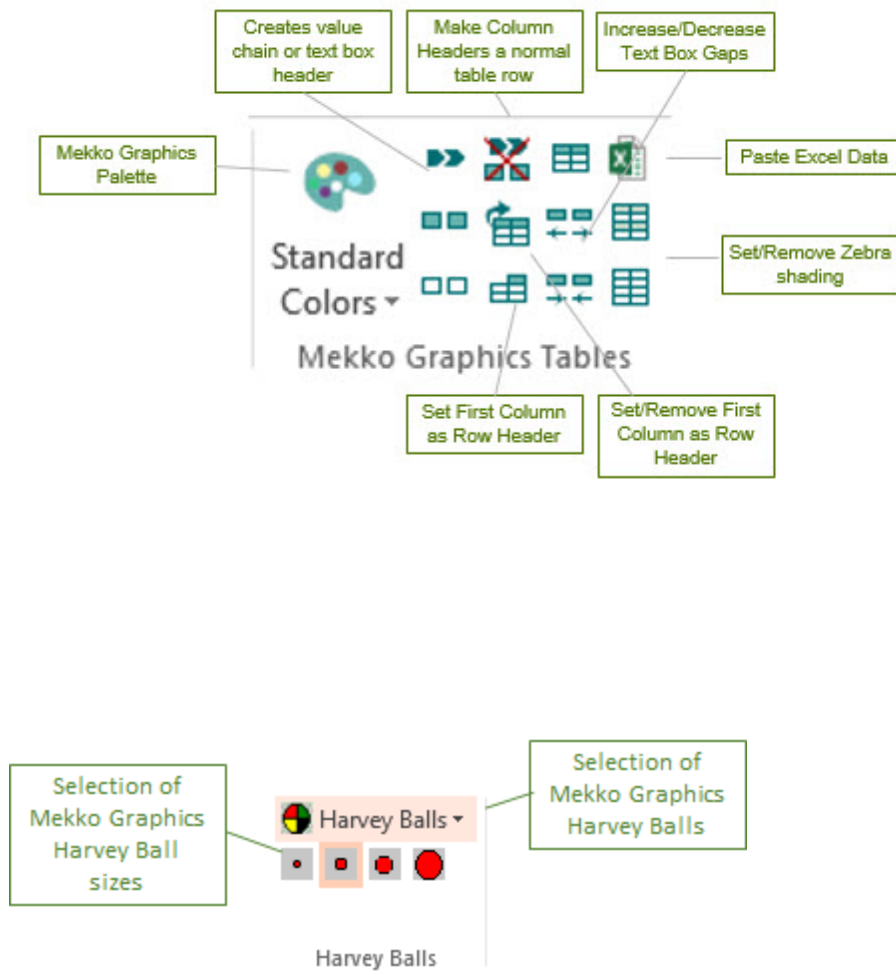 Creates value
chain or text box
header
Make Column
Headers a normal
table row
Increase/Decrease
Text Box Gaps
Mekko Graphics
Palette
Paste Excel Data
Standard
Colors
Set/Remove Zebra
shading
Mekko Graphics Tables
Set First Column
as Row Header
Set/Remove First
Column as Row
Header
Selection of
Mekko Graphics
Harvey Ball
sizes
Harvey Balls
Selection of
Mekko Graphics
Harvey Balls
Harvey Balls